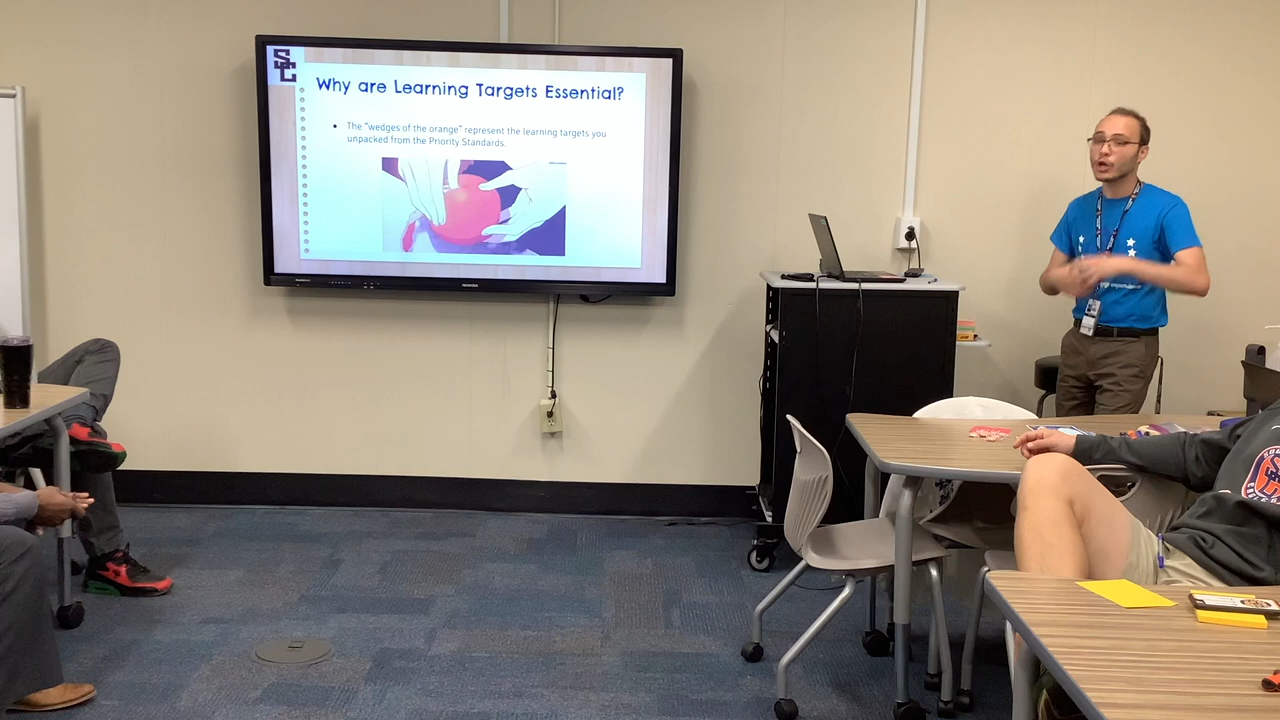 SC
Why are Learning Targets Essential?
• The "wedges of the orange" represent the learning targets you
unpacked from the Priority Standards.